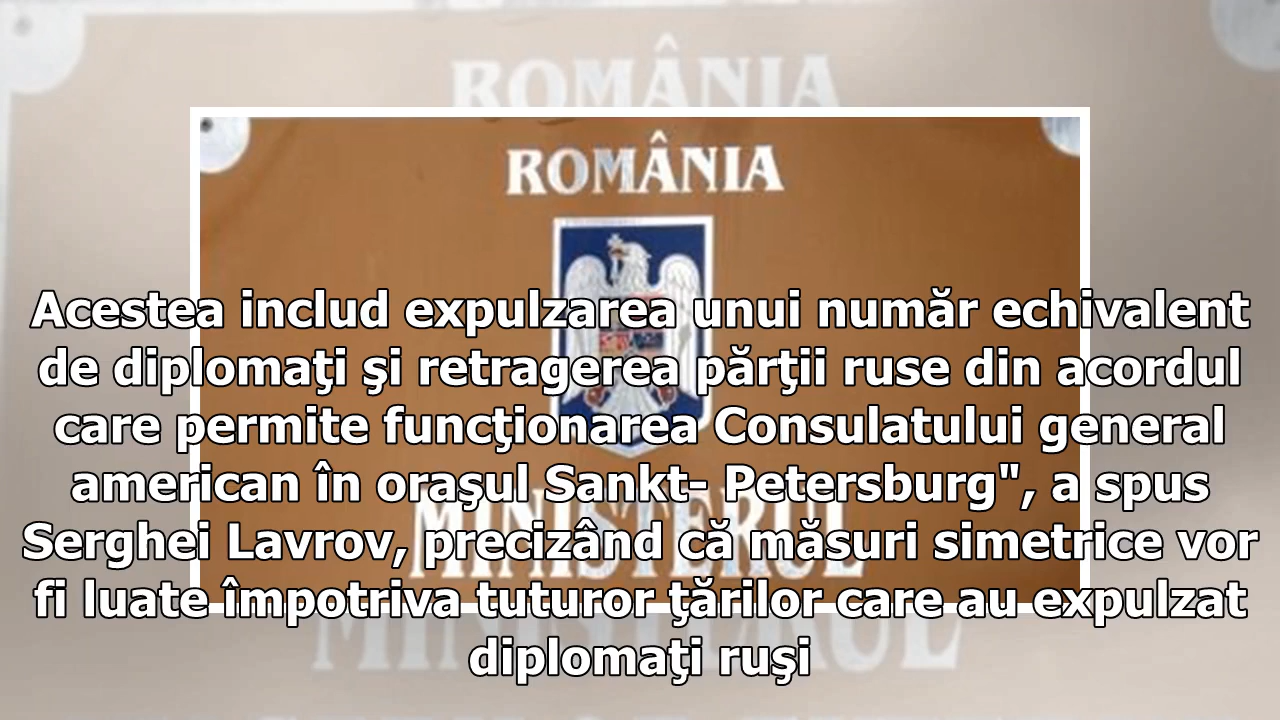 ROMÂNIA
ROMÂNIA
Acestea includ expulzarea unui număr echivalent
de diplomaţi şi retragerea părţii ruse din acordul
care permite funcţionarea Consulatului general
american în oraşul Sankt- Petersburg", a spus
MINISTERUL
Serghei Lavrov, precizând că măsuri simetrice vor
fi luate împotriva tuturor ţărilor care au expulzat
diplomaţi ruşi
MINISTERUL